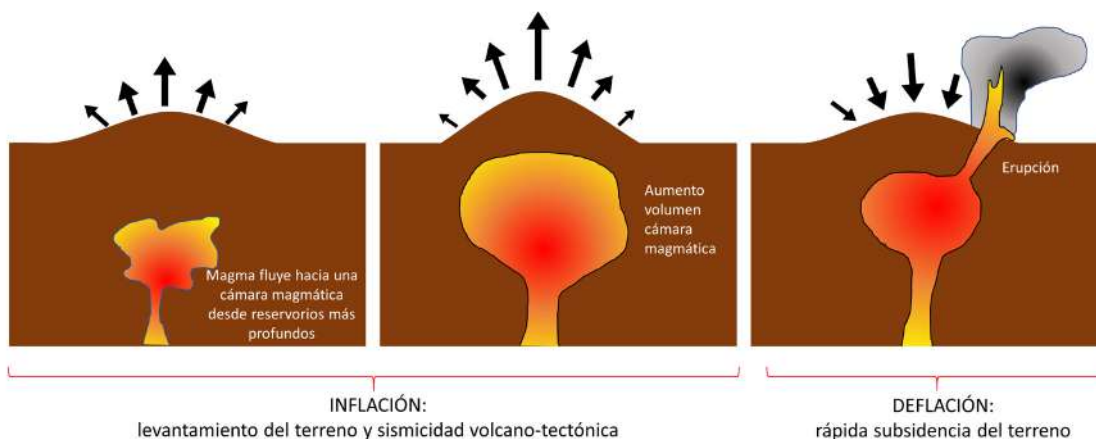 Magma fluye hacia una
cámara magmática
desde reservorios más
profundos
Aumento
volumen
cámara
magmática
Erupción
INFLACIÓN:
levantamiento del terreno y sismicidad volcano-tectónica
DEFLACIÓN:
rápida subsidencia del terreno